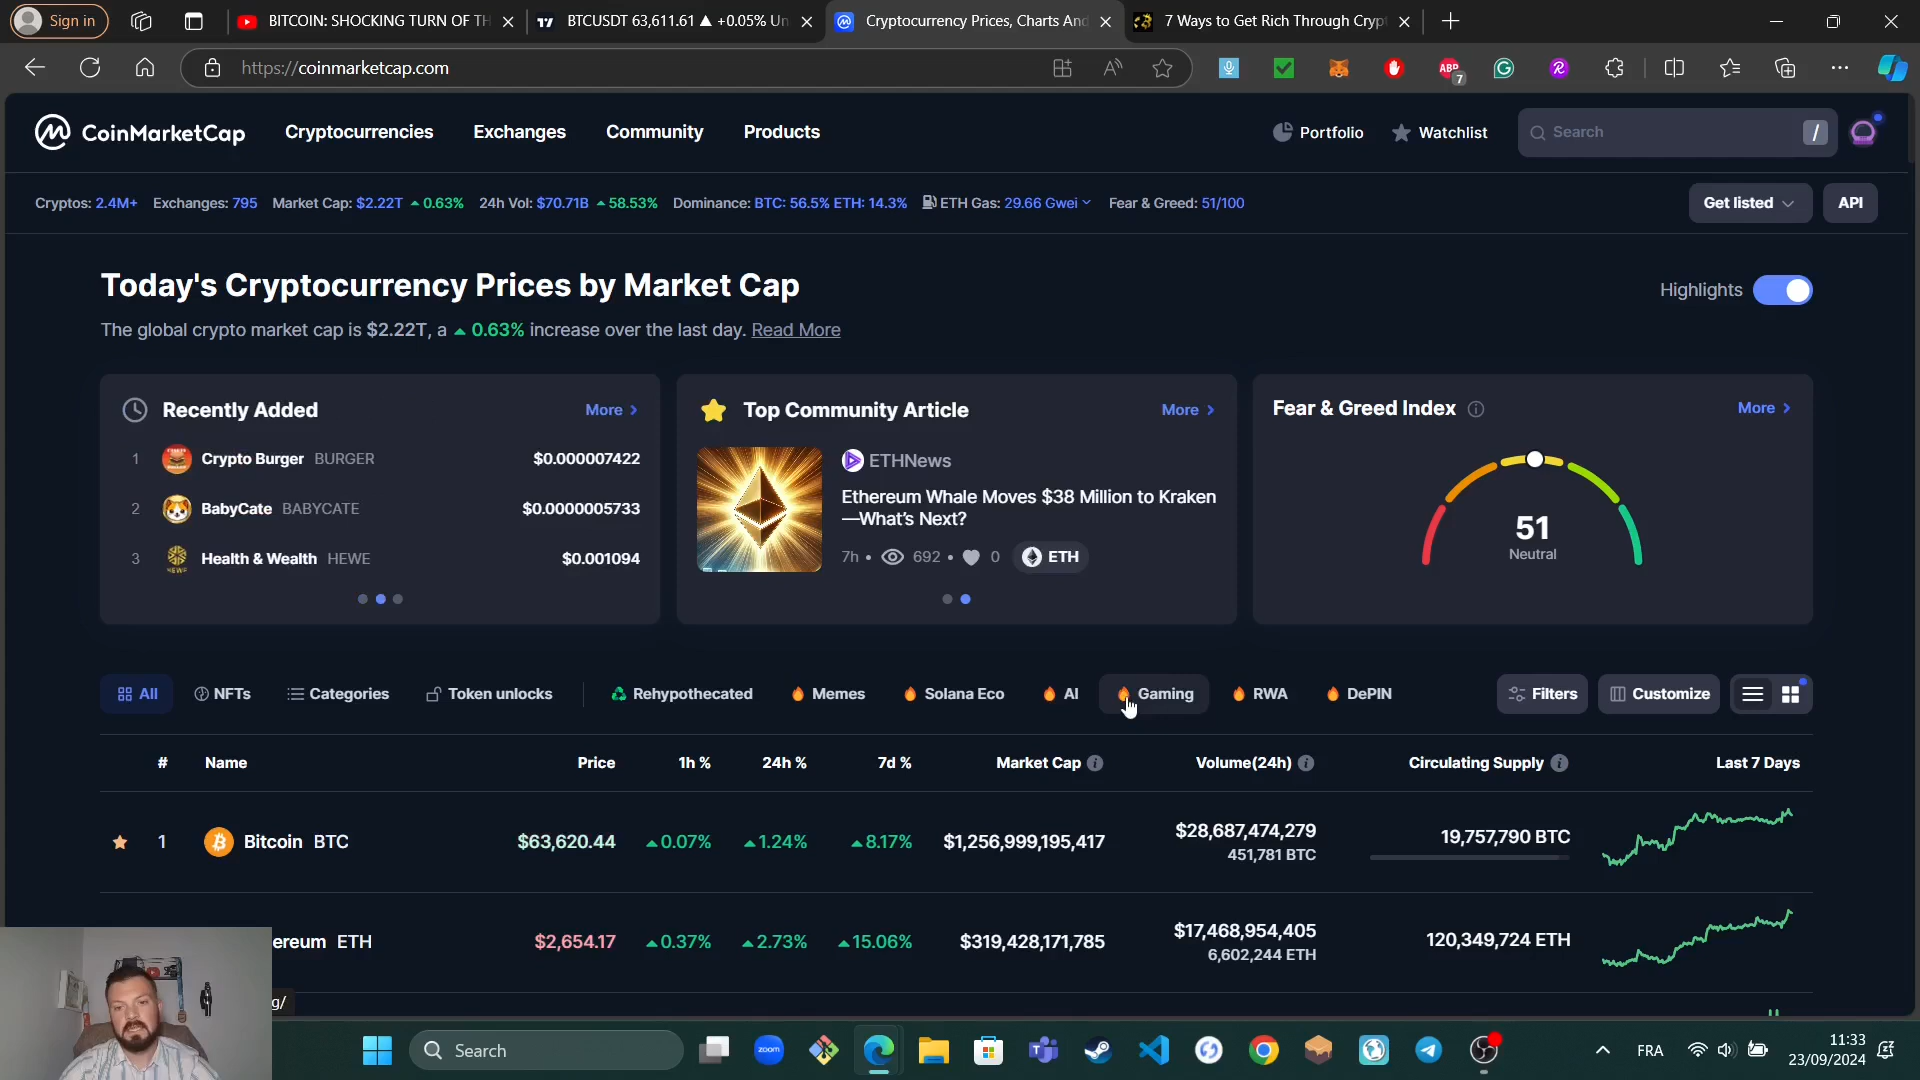 Sign in
BITCOIN: SHOCKING TURN OF TH
BTCUSDT 63,611.61 ▲ +0.05% Un
Cryptocurrency Prices, Charts And
7 Ways to Get Rich Through Crypt
https://coinmarketcap.com
ABP 7
CoinMarketCap
Cryptocurrencies
Exchanges
Community
Products
Portfolio
Watchlist
Search
/
Cryptos: 2.4M+ Exchanges: 795 Market Cap: $2.22T ▲ 0.63% 24h Vol: $70.71B ▲ 58.53% Dominance: BTC: 56.5% ETH: 14.3% ETH Gas: 29.66 Gwei Fear & Greed: 51/100
Get listed
API
Today's Cryptocurrency Prices by Market Cap
Highlights
The global crypto market cap is $2.22T, a ▲ 0.63% increase over the last day. Read More
Recently Added
More
1 Crypto Burger BURGER $0.000007422
2 BabyCate BABYCATE $0.0000005733
3 Health & Wealth HEWE $0.001094
Top Community Article
More
ETHNews
Ethereum Whale Moves $38 Million to Kraken
—What's Next?
7h • 692 • 0 ETH
Fear & Greed Index
More
51
Neutral
All
NFTs
Categories
Token unlocks
Rehypothecated
Memes
Solana Eco
AI
Gaming
RWA
DePIN
Filters
Customize
# Name Price 1h % 24h % 7d % Market Cap Volume(24h) Circulating Supply Last 7 Days
1 Bitcoin BTC $63,620.44 ▲0.07% ▲1.24% ▲8.17% $1,256,999,195,417 $28,687,474,279 19,757,790 BTC
451,781 BTC
ereum ETH $2,654.17 ▲0.37% ▲2.73% ▲15.06% $319,428,171,785 $17,468,954,405 120,349,724 ETH
6,602,244 ETH
g/
Search
zoom
FRA
11:33
23/09/2024